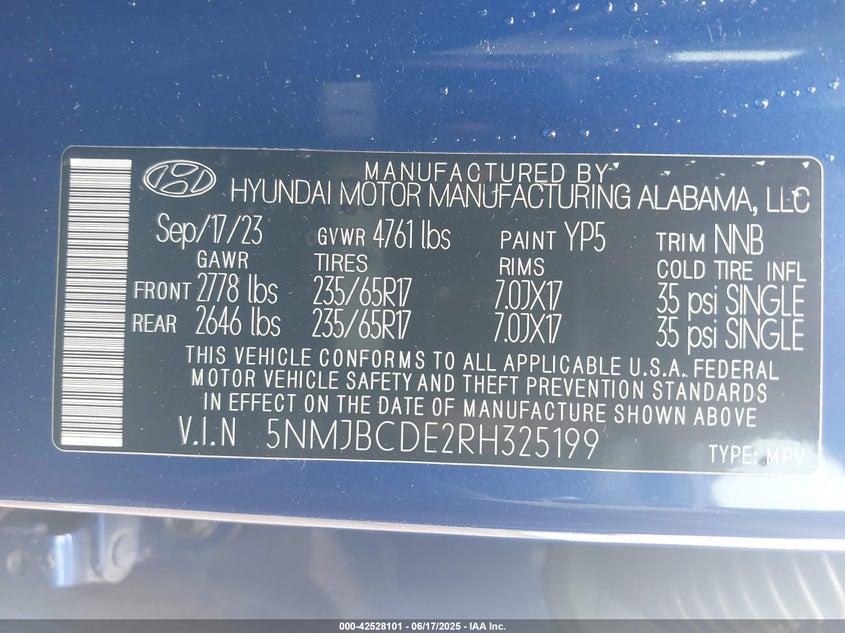 MANUFACTURED BY
HYUNDAI MOTOR MANUFACTURING ALABAMA, LLC
Sep/17/23 GVWR 4761 lbs PAINT YP5 TRIM NNB
GAWR TIRES RIMS COLD TIRE INFL
FRONT 2778 lbs 235/65R17 7.0JX17 35 psi SINGLE
REAR 2646 lbs 235/65R17 7.0JX17 35 psi SINGLE
THIS VEHICLE CONFORMS TO ALL APPLICABLE U.S.A. FEDERAL
MOTOR VEHICLE SAFETY AND THEFT PREVENTION STANDARDS
IN EFFECT ON THE DATE OF MANUFACTURE SHOWN ABOVE
V.I.N 5NMJBCDE2RH325199 TYPE: MPV
000-42528101 - 06/17/2025 - IAA Inc.